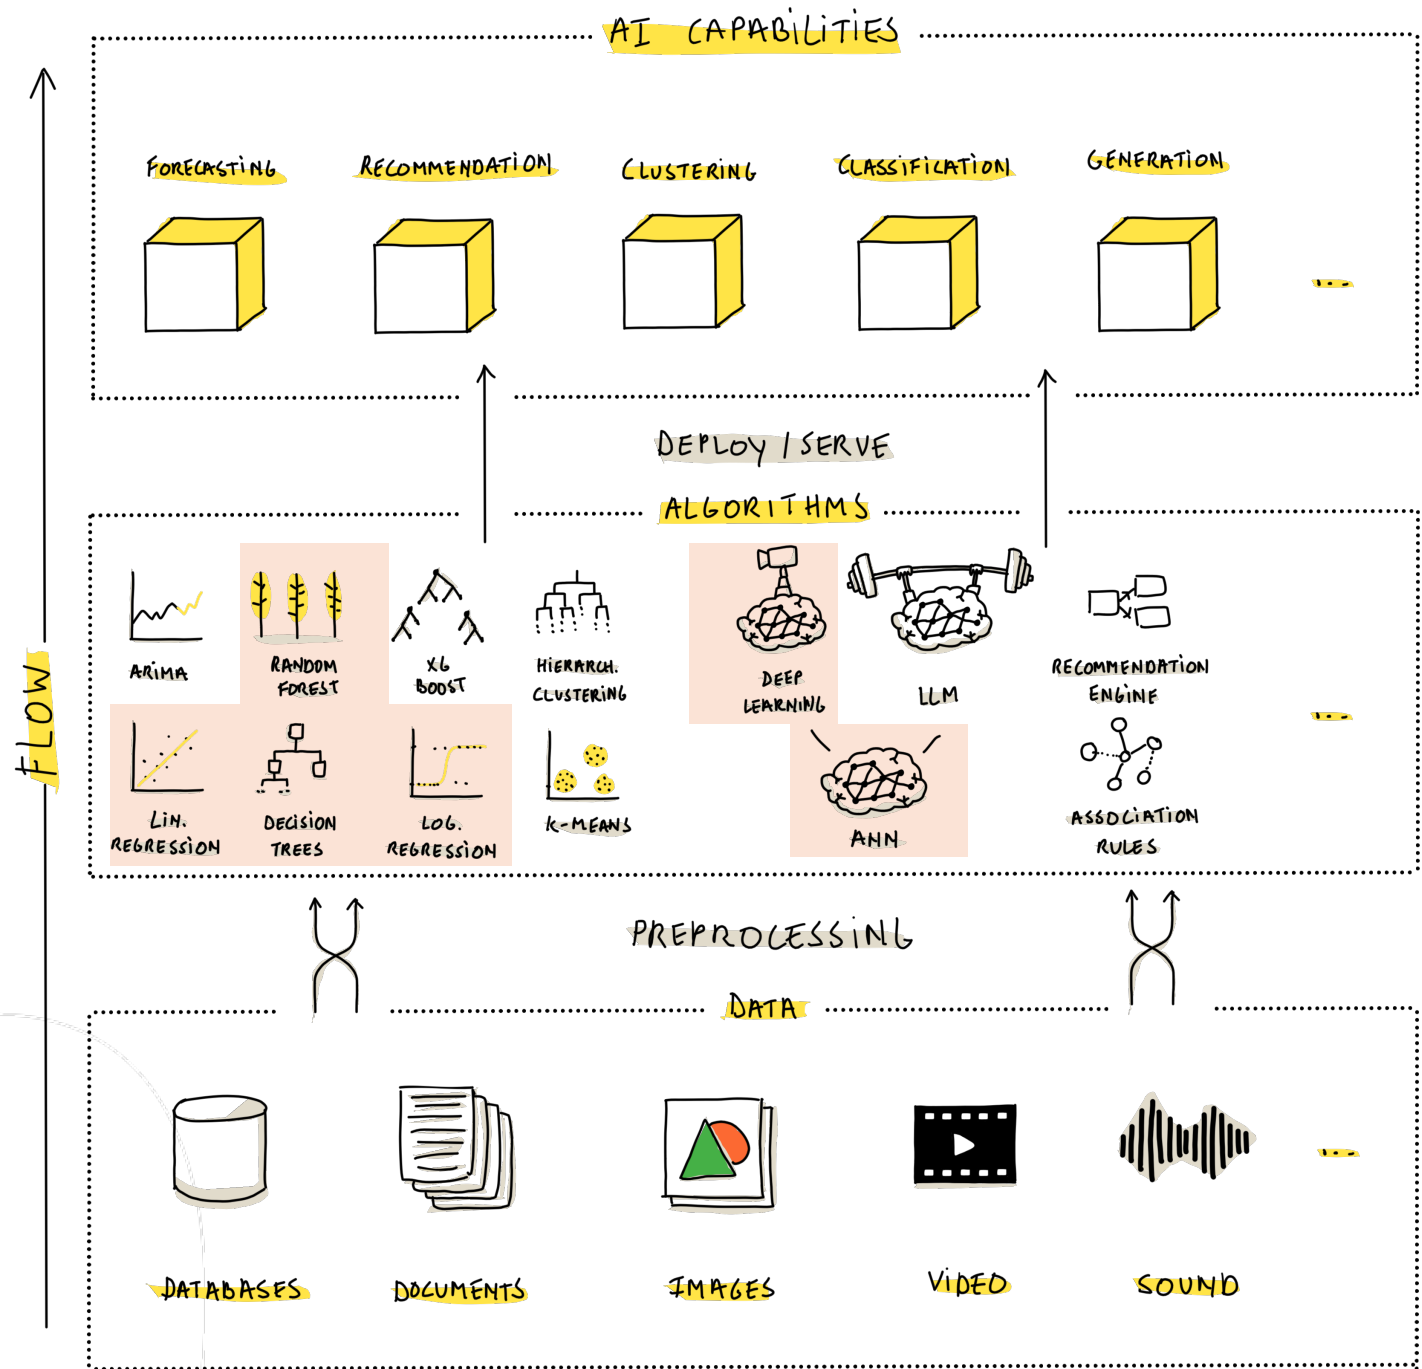 AI CAPABILITIES
FORECASTING
RECOMMENDATION
CLUSTERING
CLASSIFICATION
GENERATION
DEPLOY / SERVE
ALGORITHMS
FLOW
ARIMA
RANDOM
FOREST
XG
BOOST
HIERARCH.
CLUSTERING
DEEP
LEARNING
LLM
RECOMMENDATION
ENGINE
LIN.
REGRESSION
DECISION
TREES
LOG.
REGRESSION
K-MEANS
ANN
ASSOCIATION
RULES
PREPROCESSING
DATA
DATABASES
DOCUMENTS
IMAGES
VIDEO
SOUND